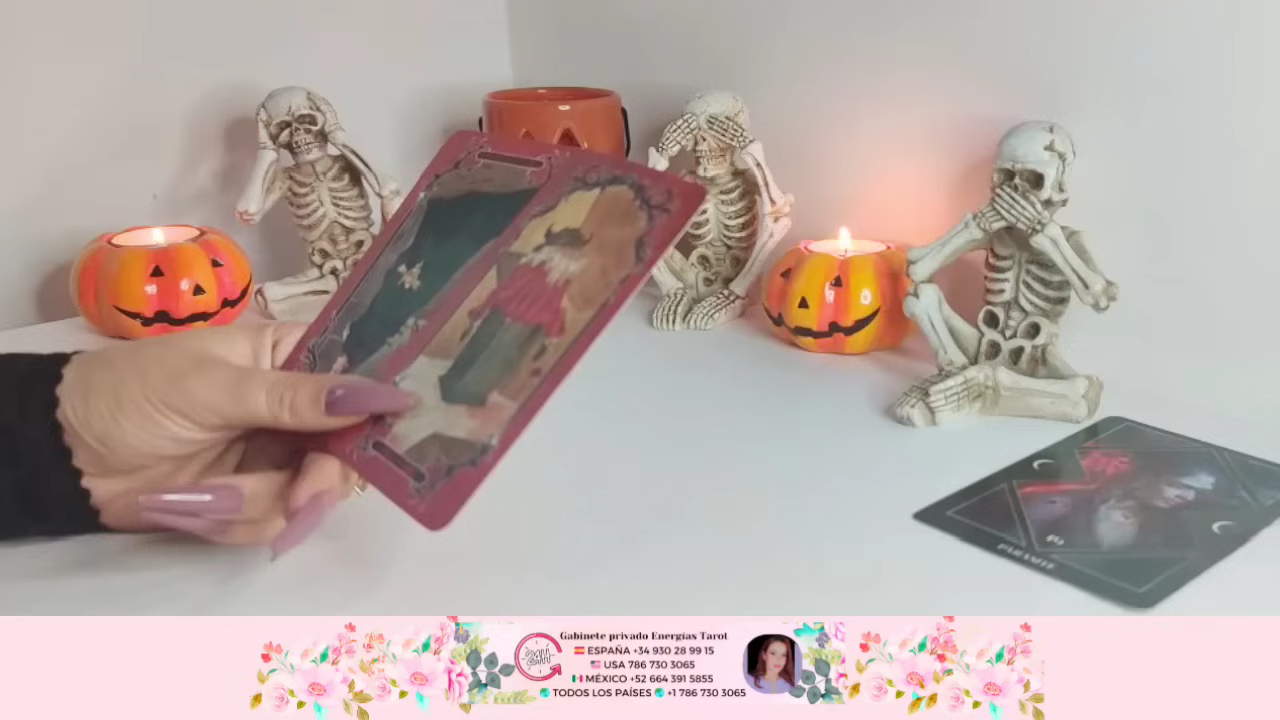 Gabinete privado Energías Tarot
ESPAÑA +34 930 28 99 15
USA 786 730 3065
MÉXICO +52 664 391 5855
TODOS LOS PAÍSES +1 786 730 3065